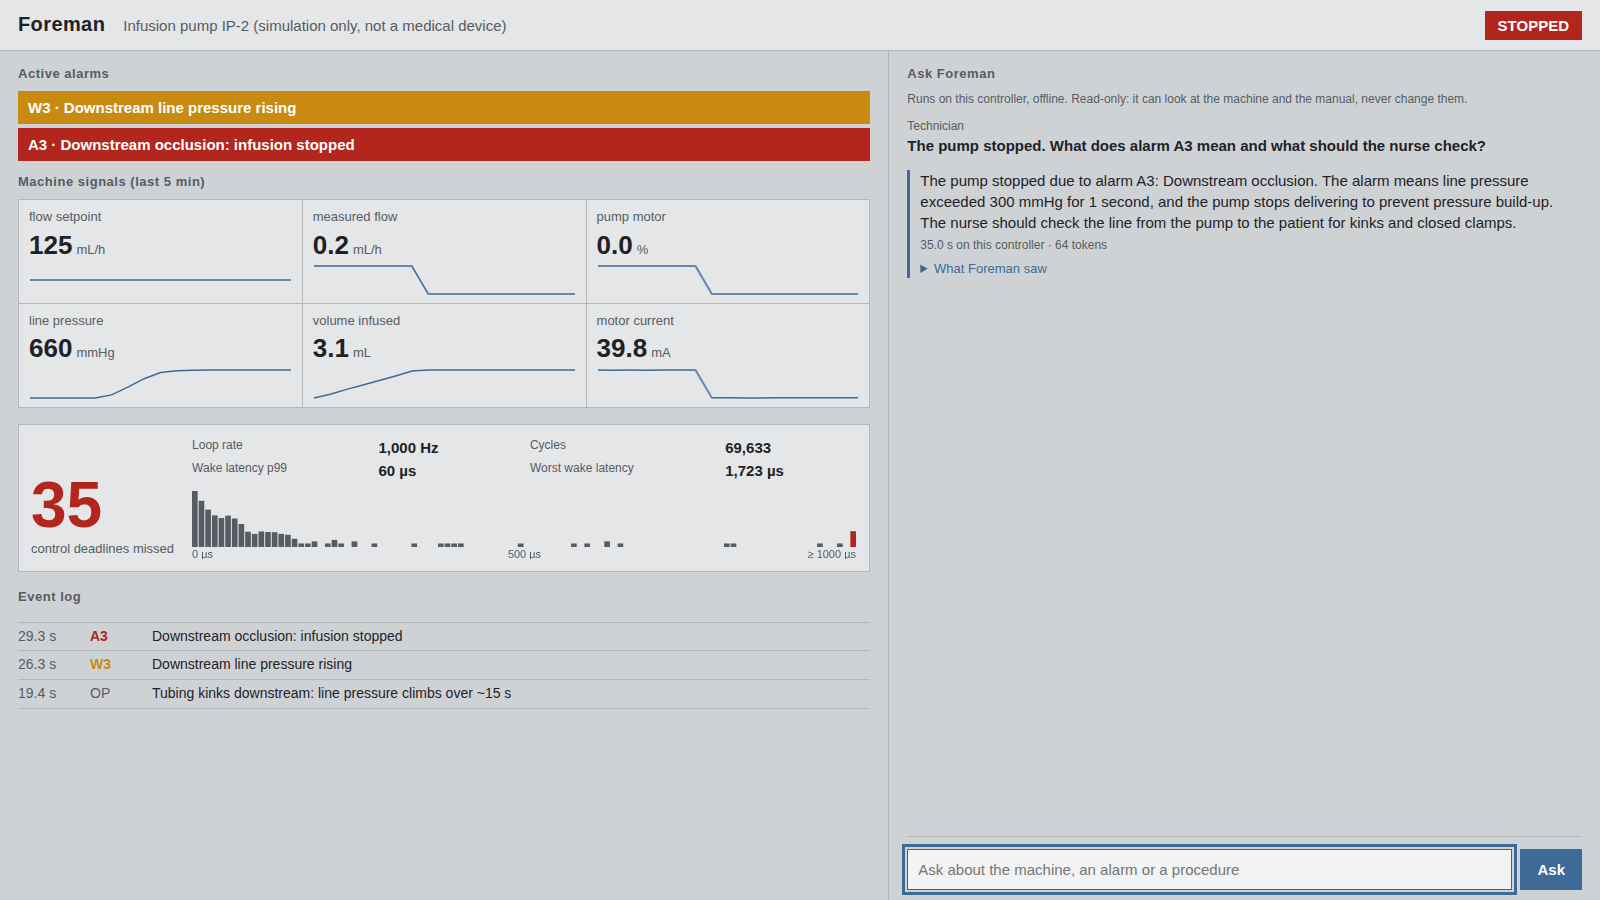 Foreman
Infusion pump IP-2 (simulation only, not a medical device)
STOPPED
Active alarms
W3 · Downstream line pressure rising
A3 · Downstream occlusion: infusion stopped
Machine signals (last 5 min)
flow setpoint
125 mL/h
measured flow
0.2 mL/h
pump motor
0.0 %
line pressure
660 mmHg
volume infused
3.1 mL
motor current
39.8 mA
35
control deadlines missed
Loop rate
1,000 Hz
Cycles
69,633
Wake latency p99
60 µs
Worst wake latency
1,723 µs
0 µs
500 µs
≥ 1000 µs
Event log
29.3 s A3 Downstream occlusion: infusion stopped
26.3 s W3 Downstream line pressure rising
19.4 s OP Tubing kinks downstream: line pressure climbs over ~15 s
Ask Foreman
Runs on this controller, offline. Read-only: it can look at the machine and the manual, never change them.
Technician
The pump stopped. What does alarm A3 mean and what should the nurse check?
The pump stopped due to alarm A3: Downstream occlusion. The alarm means line pressure
exceeded 300 mmHg for 1 second, and the pump stops delivering to prevent pressure build-up.
The nurse should check the line from the pump to the patient for kinks and closed clamps.
35.0 s on this controller · 64 tokens
▶ What Foreman saw
Ask about the machine, an alarm or a procedure
Ask